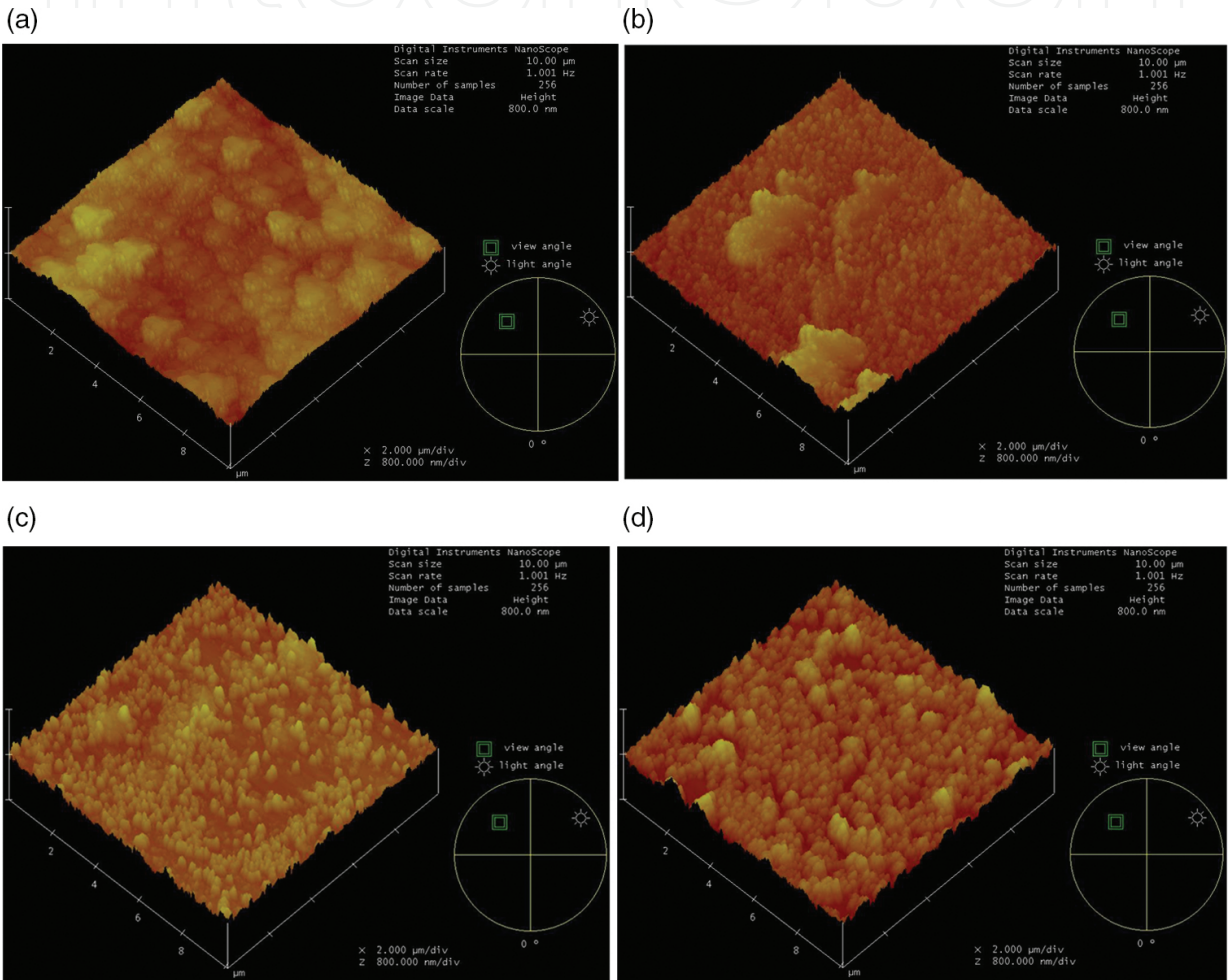 (a)
Digital Instruments NanoScope
Scan size 10.00 µm
Scan rate 1.001 Hz
Number of samples 256
Image Data Height
Data scale 800.0 nm
view angle
light angle
2
4
6
8
µm
X 2.000 µm/div
Z 800.000 nm/div
0 º
(b)
Digital Instruments NanoScope
Scan size 10.00 µm
Scan rate 1.001 Hz
Number of samples 256
Image Data Height
Data scale 800.0 nm
view angle
light angle
2
4
6
8
µm
X 2.000 µm/div
Z 800.000 nm/div
0 º
(c)
Digital Instruments NanoScope
Scan size 10.00 µm
Scan rate 1.001 Hz
Number of samples 256
Image Data Height
Data scale 800.0 nm
view angle
light angle
2
4
6
8
µm
X 2.000 µm/div
Z 800.000 nm/div
0 º
(d)
Digital Instruments NanoScope
Scan size 10.00 µm
Scan rate 1.001 Hz
Number of samples 256
Image Data Height
Data scale 800.0 nm
view angle
light angle
2
4
6
8
µm
X 2.000 µm/div
Z 800.000 nm/div
0 º